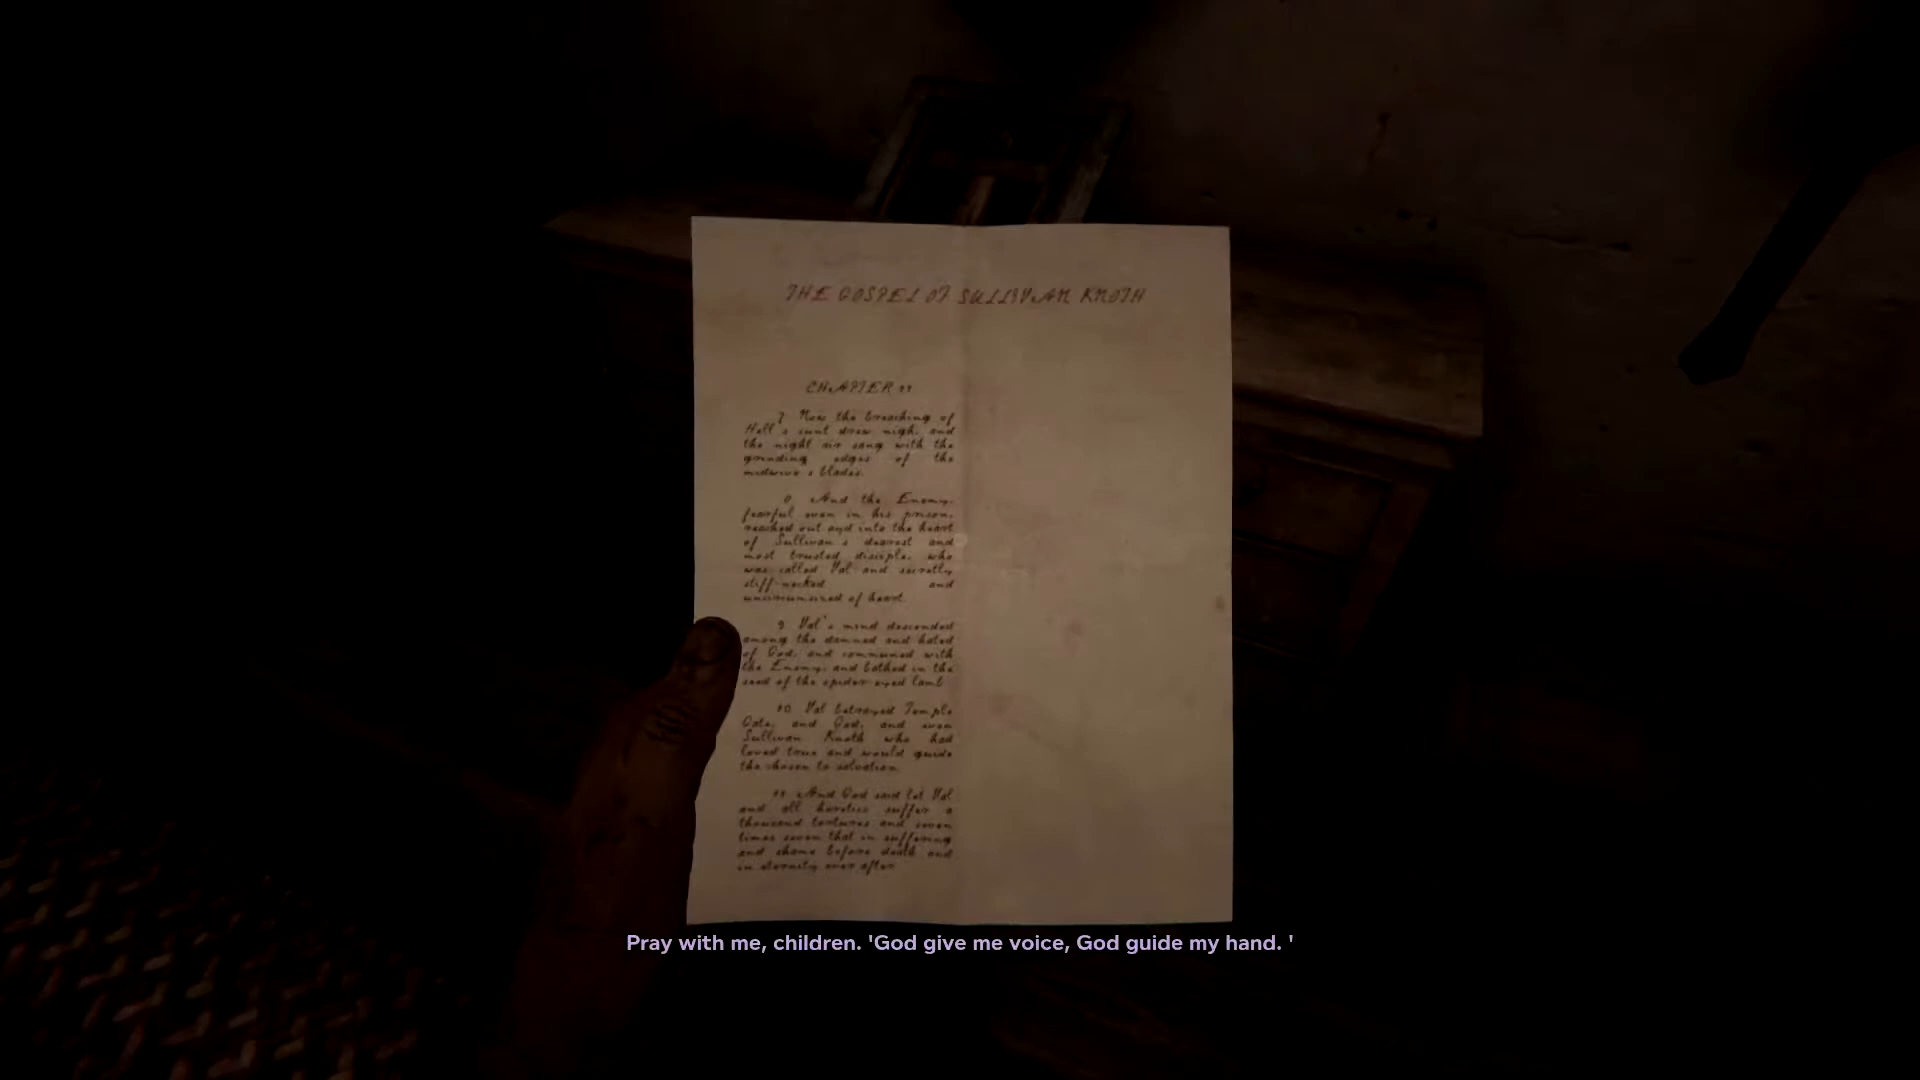 THE GOSPEL OF SULLIVAN KNOTH
CHAPTER 11
7 Now the breaching of
Hell's cunt drew nigh, and
the night air sang with the
grinding edges of the
midwive's blades.
8 And the Enemy,
fearful even in his prison,
reached out and into the heart
of Sullivan's dearest and
most trusted disciple, who
was called Val and secretly
stiff-necked and
uncircumcised of heart.
9 Val's mind descended
among the damned and hated
of God, and communed with
the Enemy, and bathed in the
seed of the spider-eyed lamb
10 Val betrayed Temple
Gate, and God, and even
Sullivan Knoth who had
loved true and would guide
the chosen to salvation
11 And God said let Val
and all heretics suffer a
thousand tortures and seven
times seven that in suffering
and shame before death and
in eternity ever after
Pray with me, children. 'God give me voice, God guide my hand. '